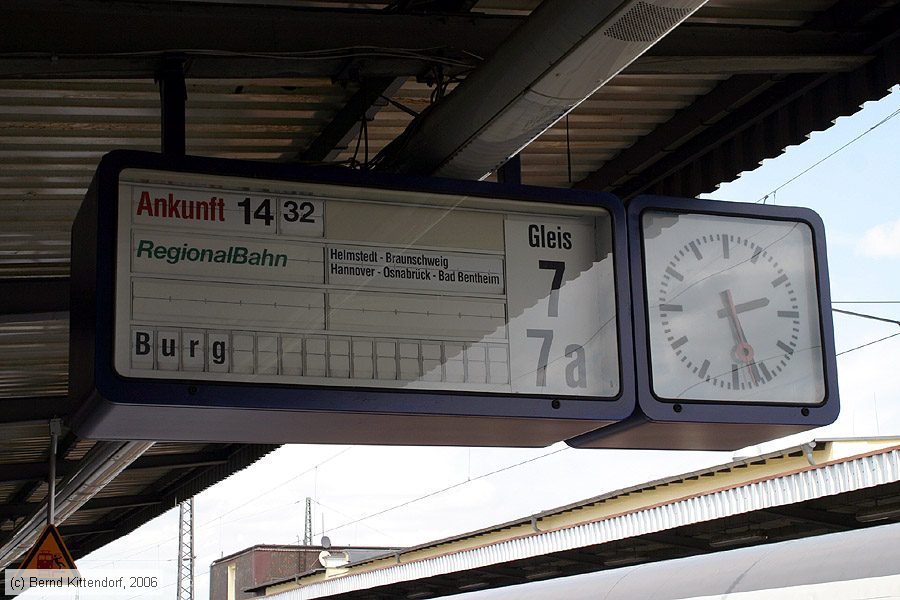 Ankunft 14 32
RegionalBahn
Helmstedt - Braunschweig
Hannover - Osnabrück - Bad Bentheim
Burg
Gleis
7
7a
(c) Bernd Kittendorf, 2006